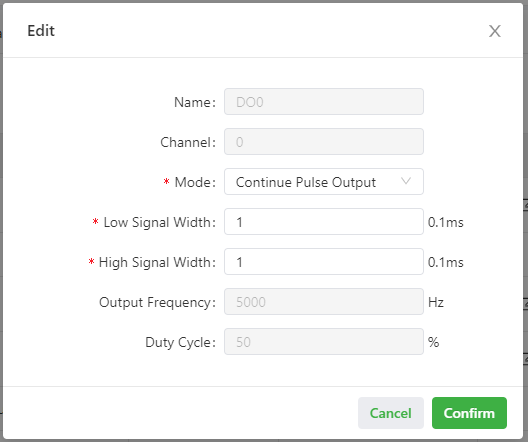 Edit
Name: DO0
Channel: 0
* Mode: Continue Pulse Output
* Low Signal Width: 1 0.1ms
* High Signal Width: 1 0.1ms
Output Frequency: 5000 Hz
Duty Cycle: 50 %
Cancel Confirm